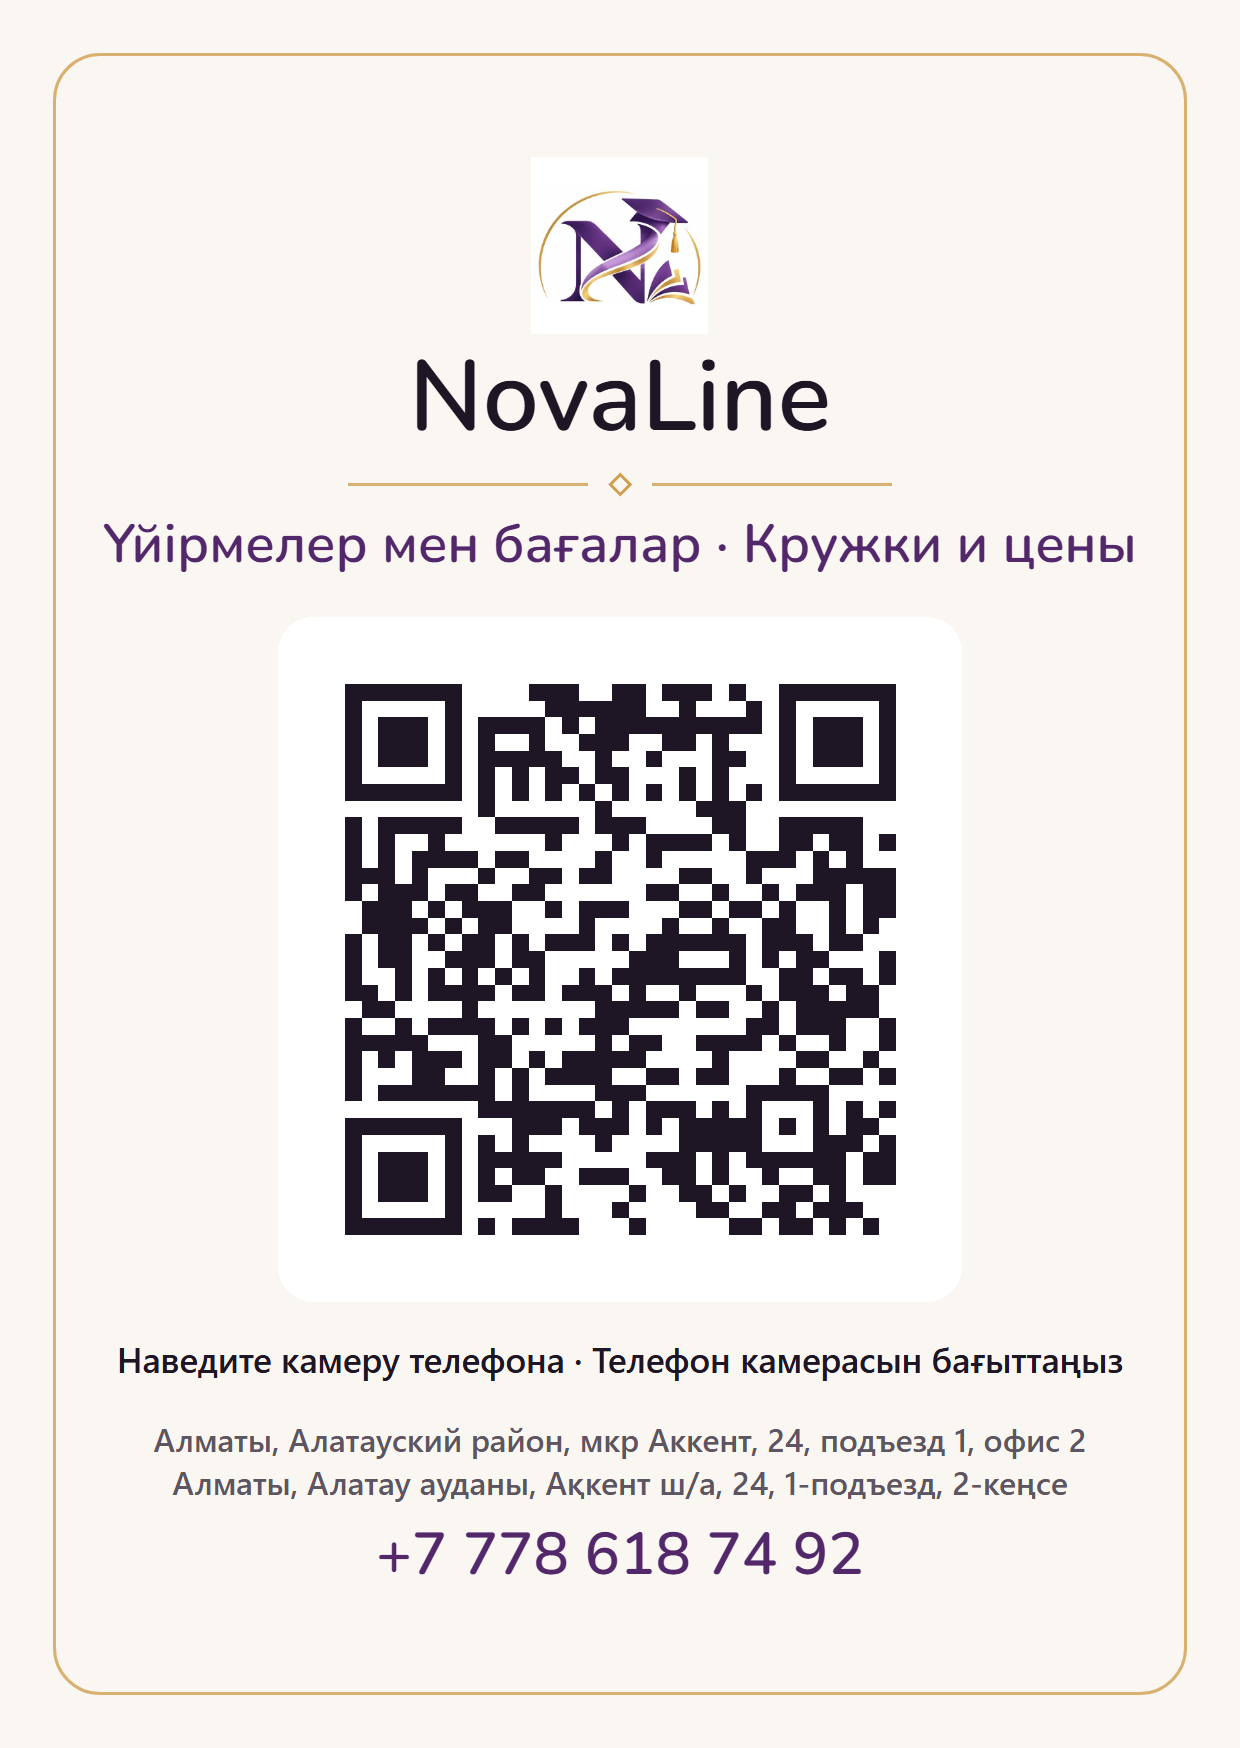 NovaLine
Үйірмелер мен бағалар · Кружки и цены
Наведите камеру телефона · Телефон камерасын бағыттаңыз
Алматы, Алатауский район, мкр Аккент, 24, подъезд 1, офис 2
Алматы, Алатау ауданы, Ақкент ш/а, 24, 1-подъезд, 2-кеңсе
+7 778 618 74 92